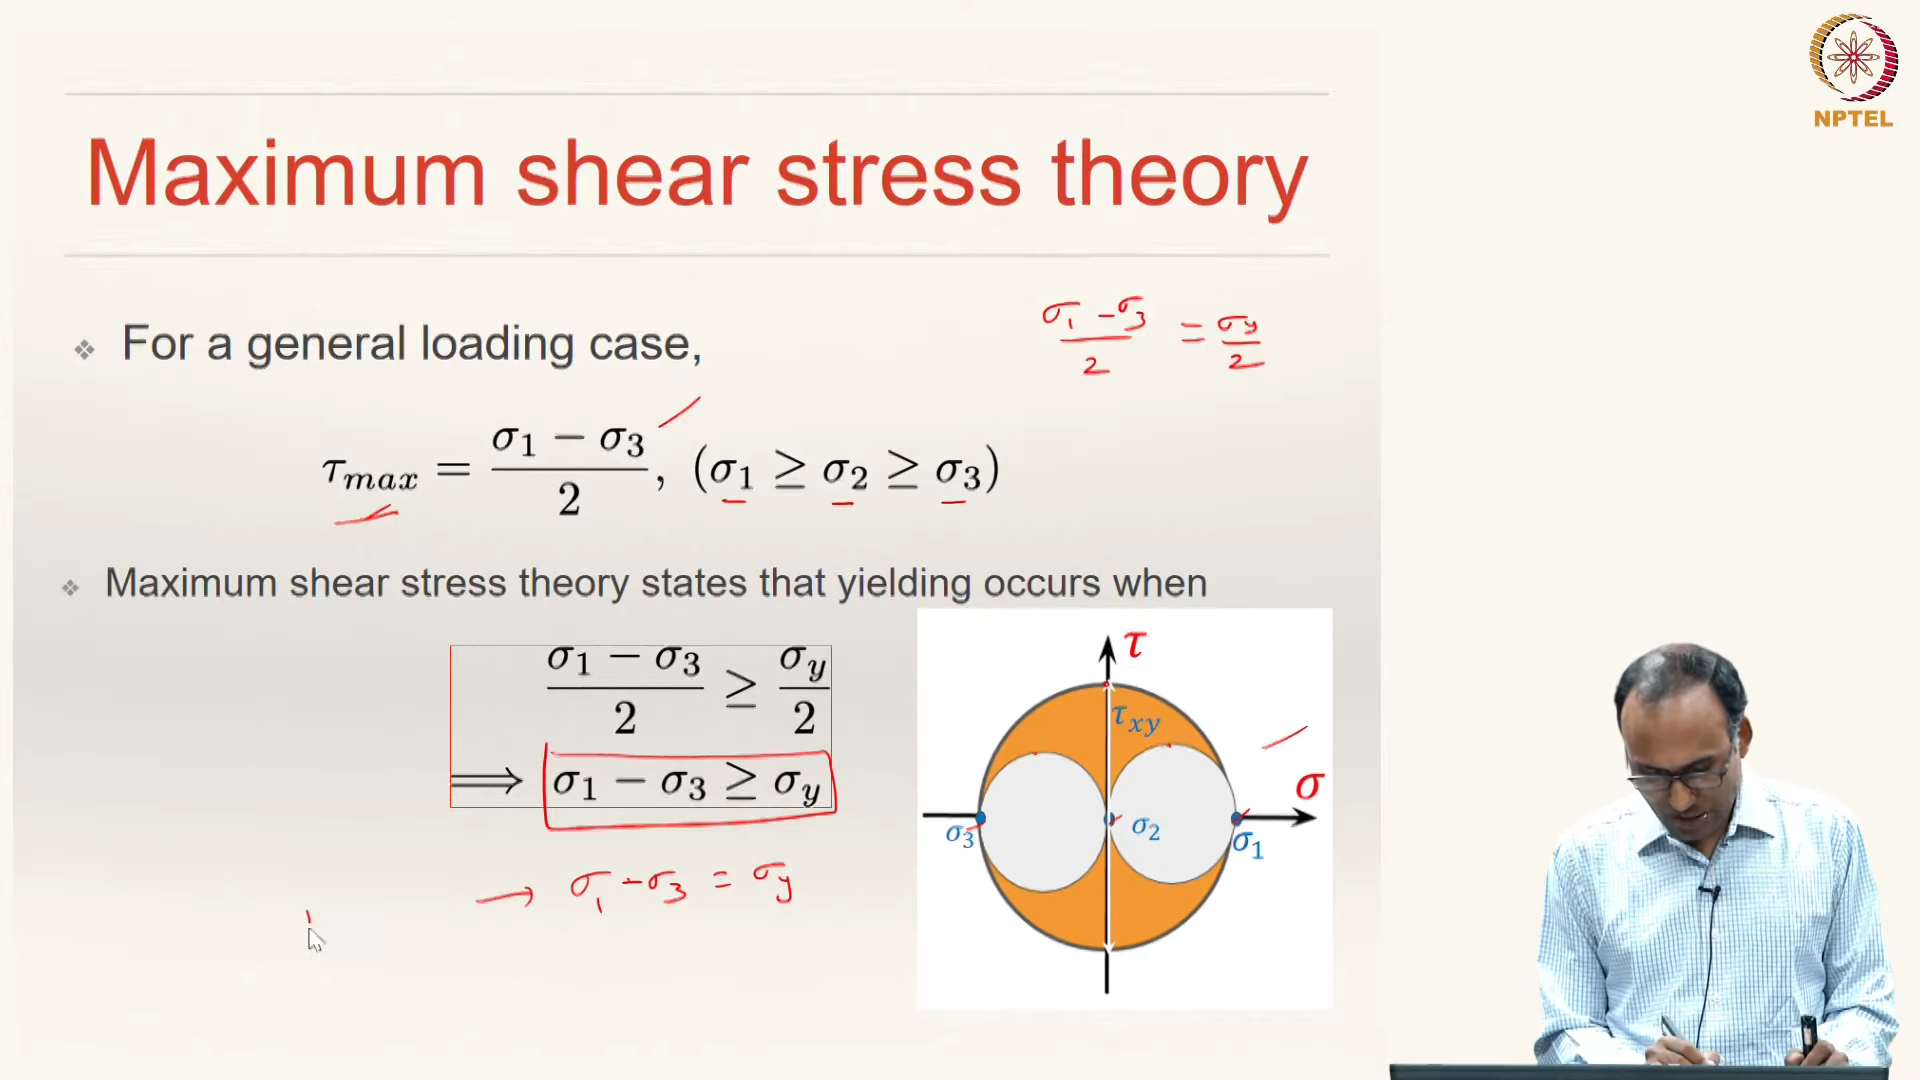 NPTEL
Maximum shear stress theory
❖ For a general loading case,
(σ₁ − σ₃)/2 = σy/2
τmax = (σ₁ − σ₃)/2, (σ₁ ≥ σ₂ ≥ σ₃)
❖ Maximum shear stress theory states that yielding occurs when
(σ₁ − σ₃)/2 ≥ σy/2
⟹ σ₁ − σ₃ ≥ σy
→ σ₁ − σ₃ = σy
τ
τxy
σ
σ₃
σ₂
σ₁